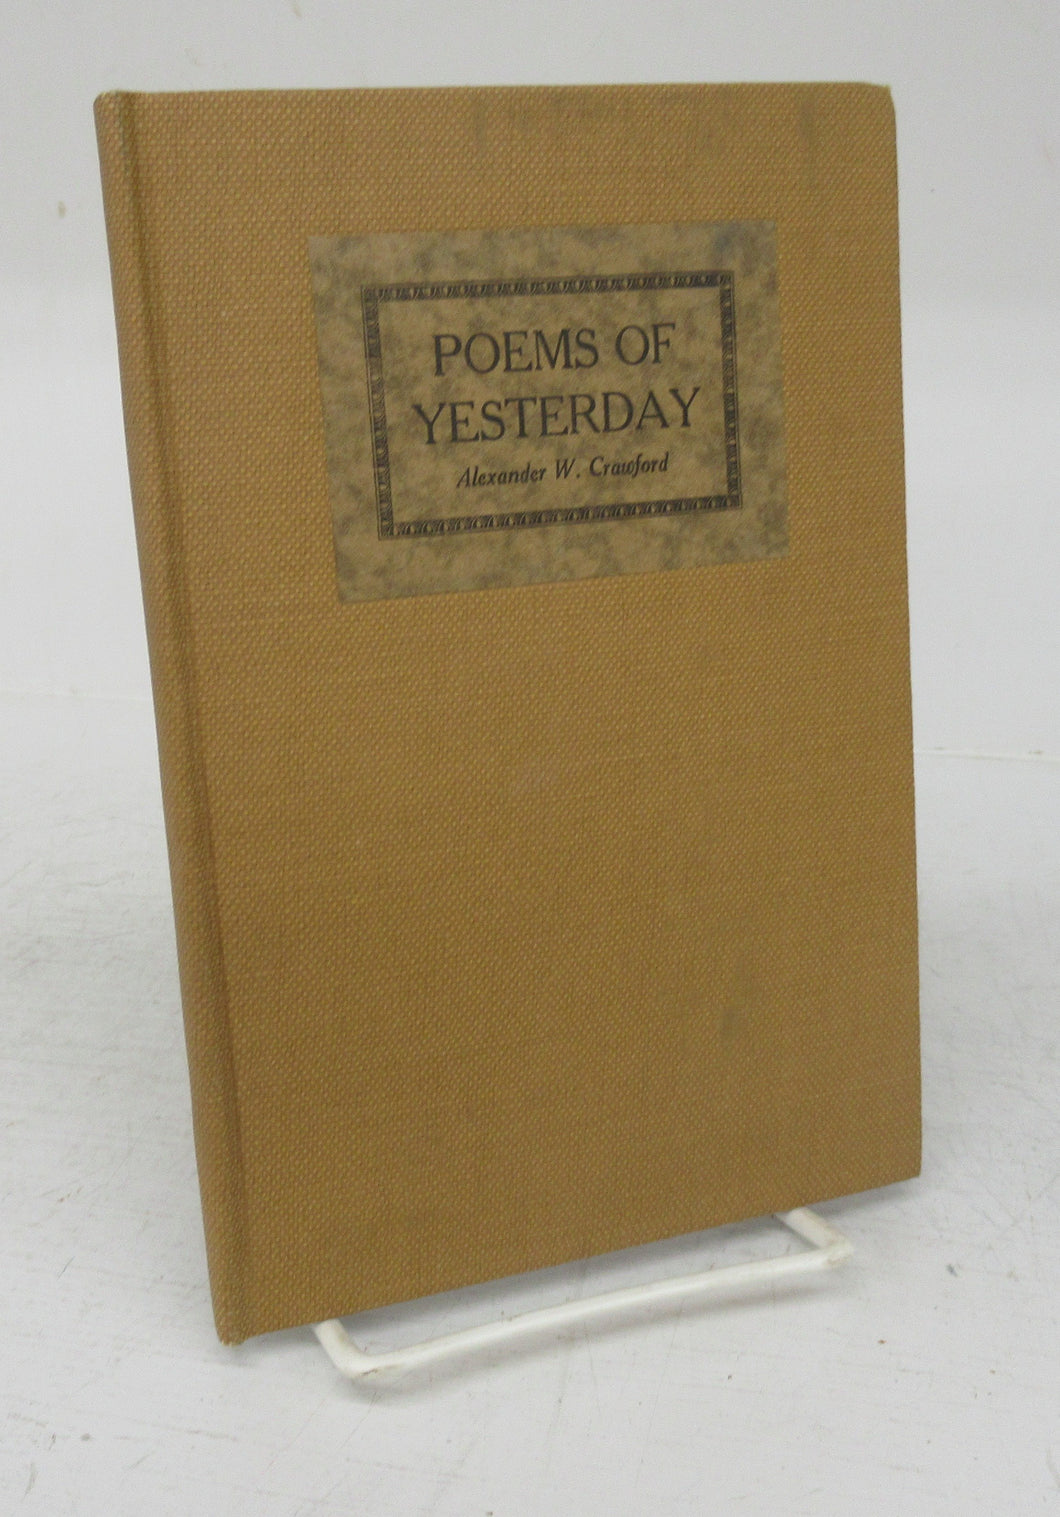 POEMS OF
YESTERDAY
Alexander W. Crawford